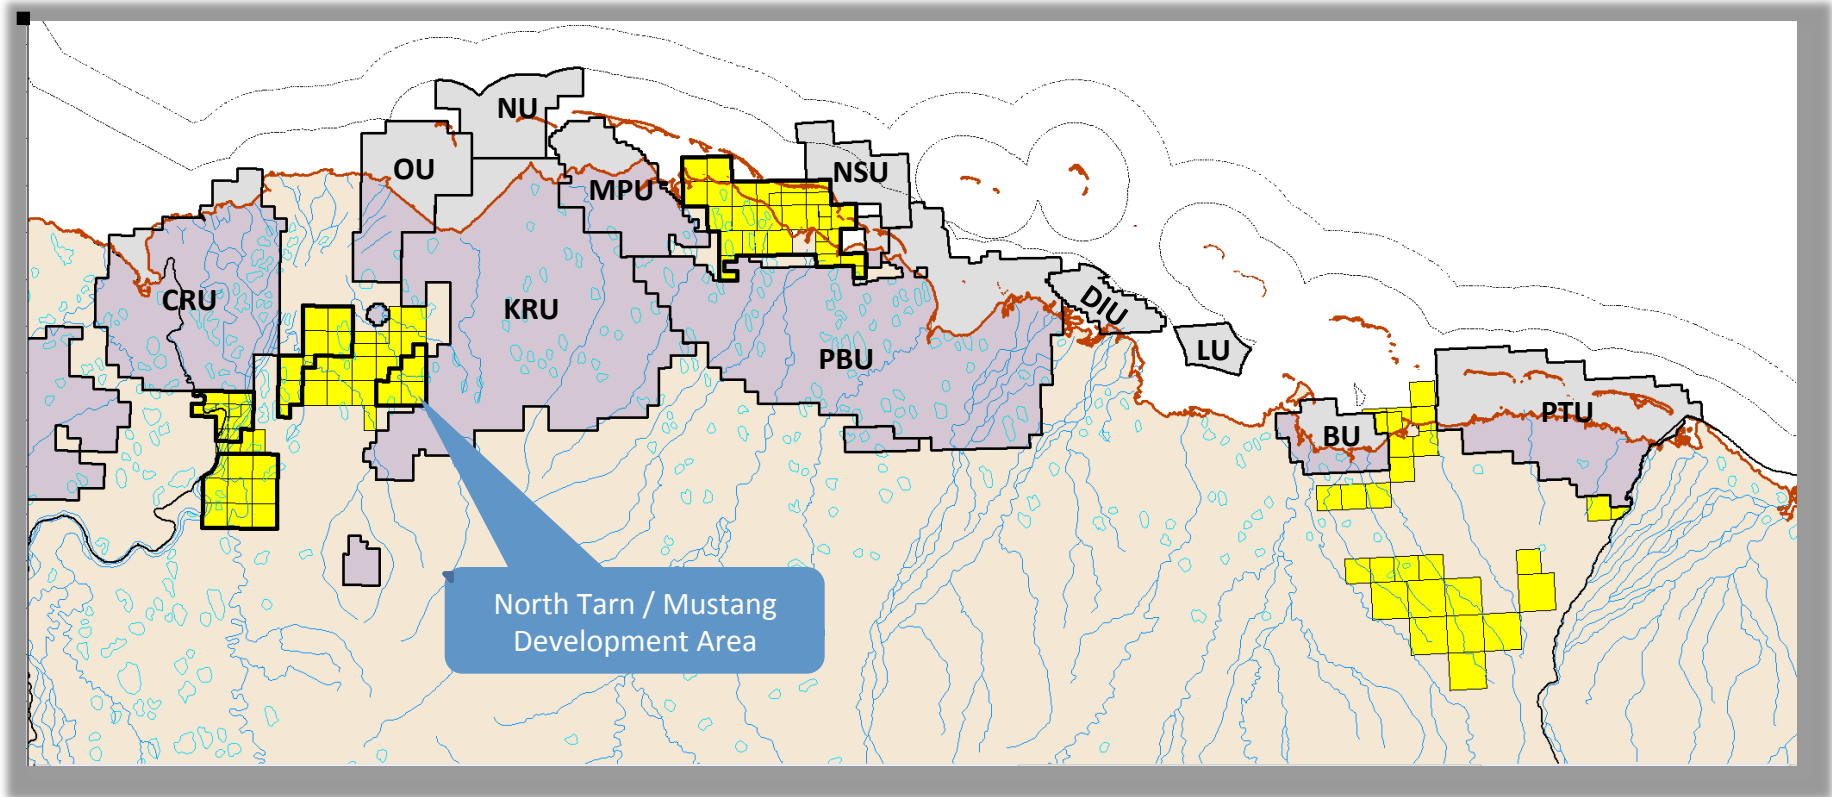 NU
OU
NSU
MPU
CRU
KRU
DIU
PBU
LU
PTU
BU
North Tarn / Mustang
Development Area